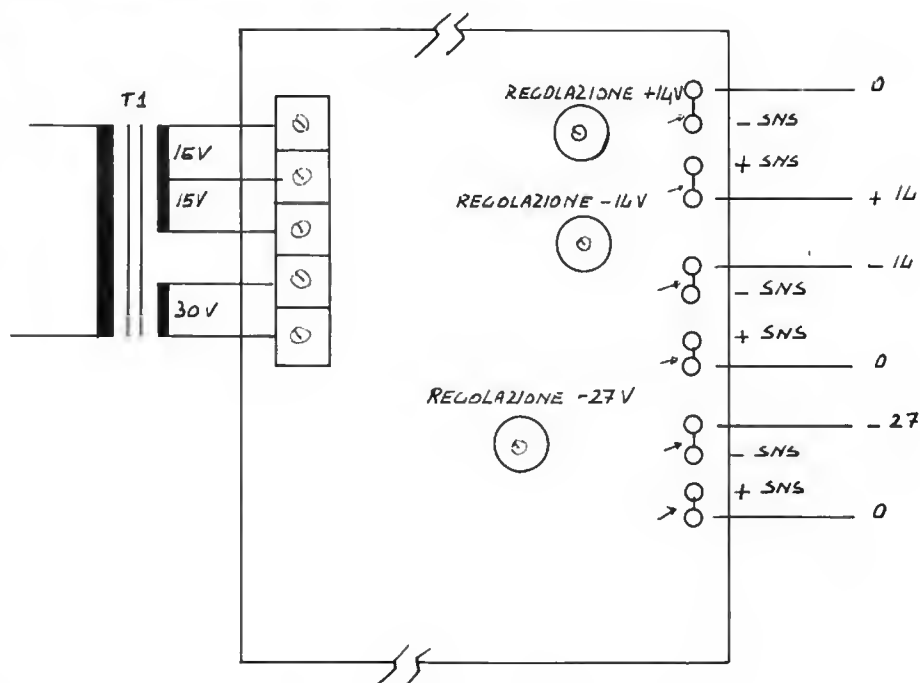 T1
15V
15V
30V
REGOLAZIONE +14V
REGOLAZIONE -14V
REGOLAZIONE -27V
0
- SNS
+ SNS
+ 14
- 14
- SNS
+ SNS
0
- 27
- SNS
+ SNS
0